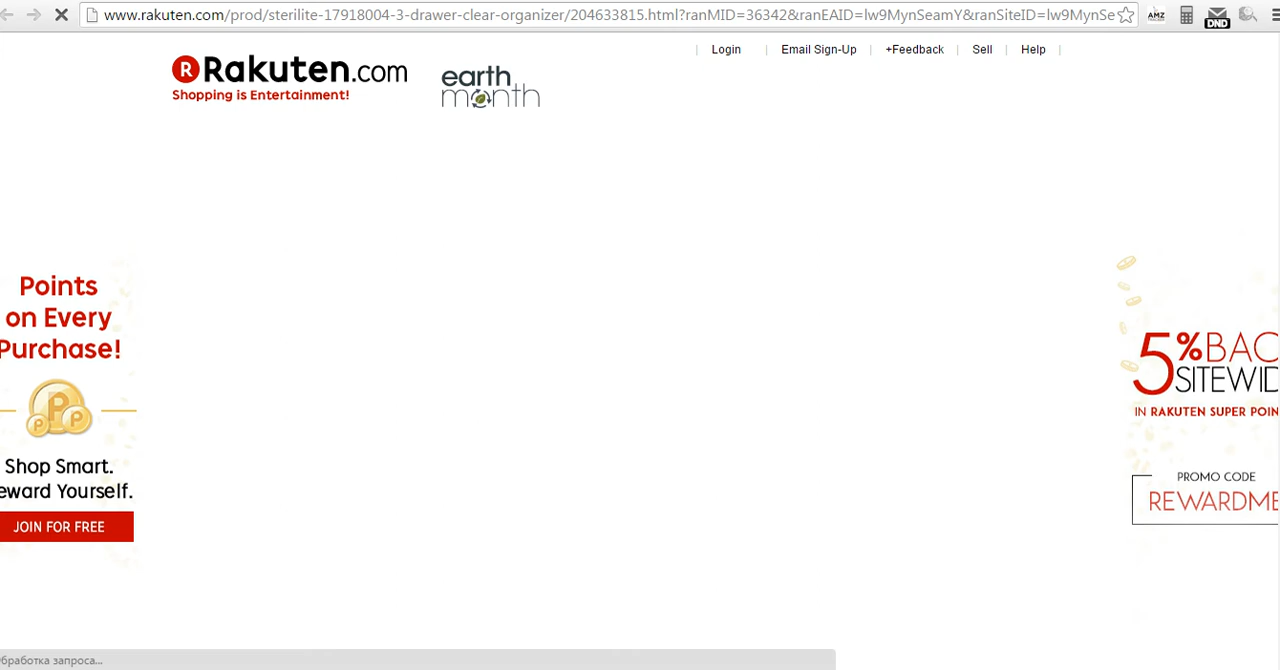 www.rakuten.com/prod/sterilite-17918004-3-drawer-clear-organizer/204633815.html?ranMID=36342&ranEAID=lw9MynSeamY&ranSiteID=lw9MynSe
AMZ
DND
Login
Email Sign-Up
+Feedback
Sell
Help
R Rakuten.com
Shopping is Entertainment!
earth
month
Points
on Every
Purchase!
P
P P
Shop Smart.
eward Yourself.
JOIN FOR FREE
5% BAC
SITEWID
IN RAKUTEN SUPER POIN
PROMO CODE
REWARDME
бработка запроса...